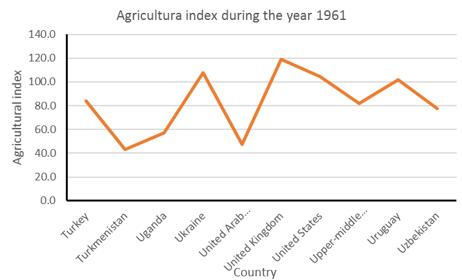 Agricultura index during the year 1961
140.0
120.0
100.0
80.0
60.0
40.0
20.0
0.0
Agricultural index
Turkey
Turkmenistan
Uganda
Ukraine
United Arab...
United Kingdom
United States
Upper-middle...
Uruguay
Uzbekistan
Country